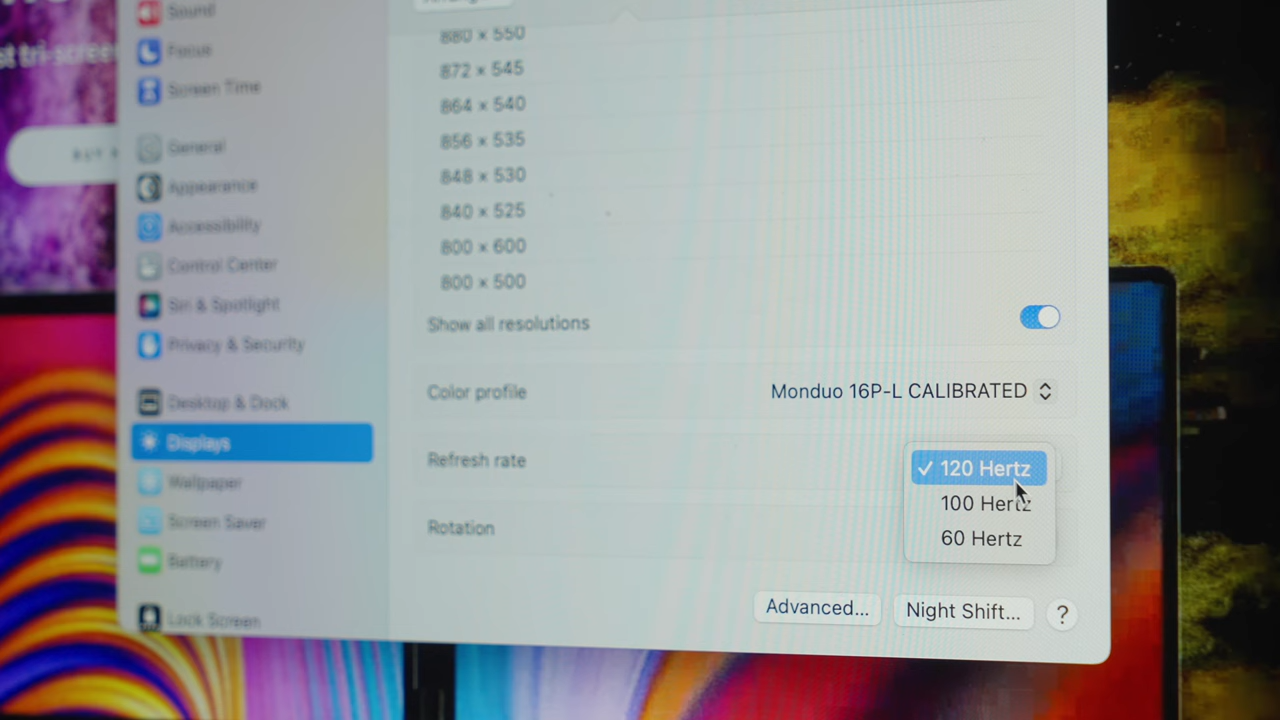 Sound
Focus
Screen Time
General
Appearance
Accessibility
Control Center
Siri & Spotlight
Privacy & Security
Desktop & Dock
Displays
Wallpaper
Screen Saver
Battery
Lock Screen
880 × 550
872 × 545
864 × 540
856 × 535
848 × 530
840 × 525
800 × 600
800 × 500
Show all resolutions
Color profile
Monduo 16P-L CALIBRATED
Refresh rate
✓ 120 Hertz
100 Hertz
60 Hertz
Rotation
Advanced...
Night Shift...
?